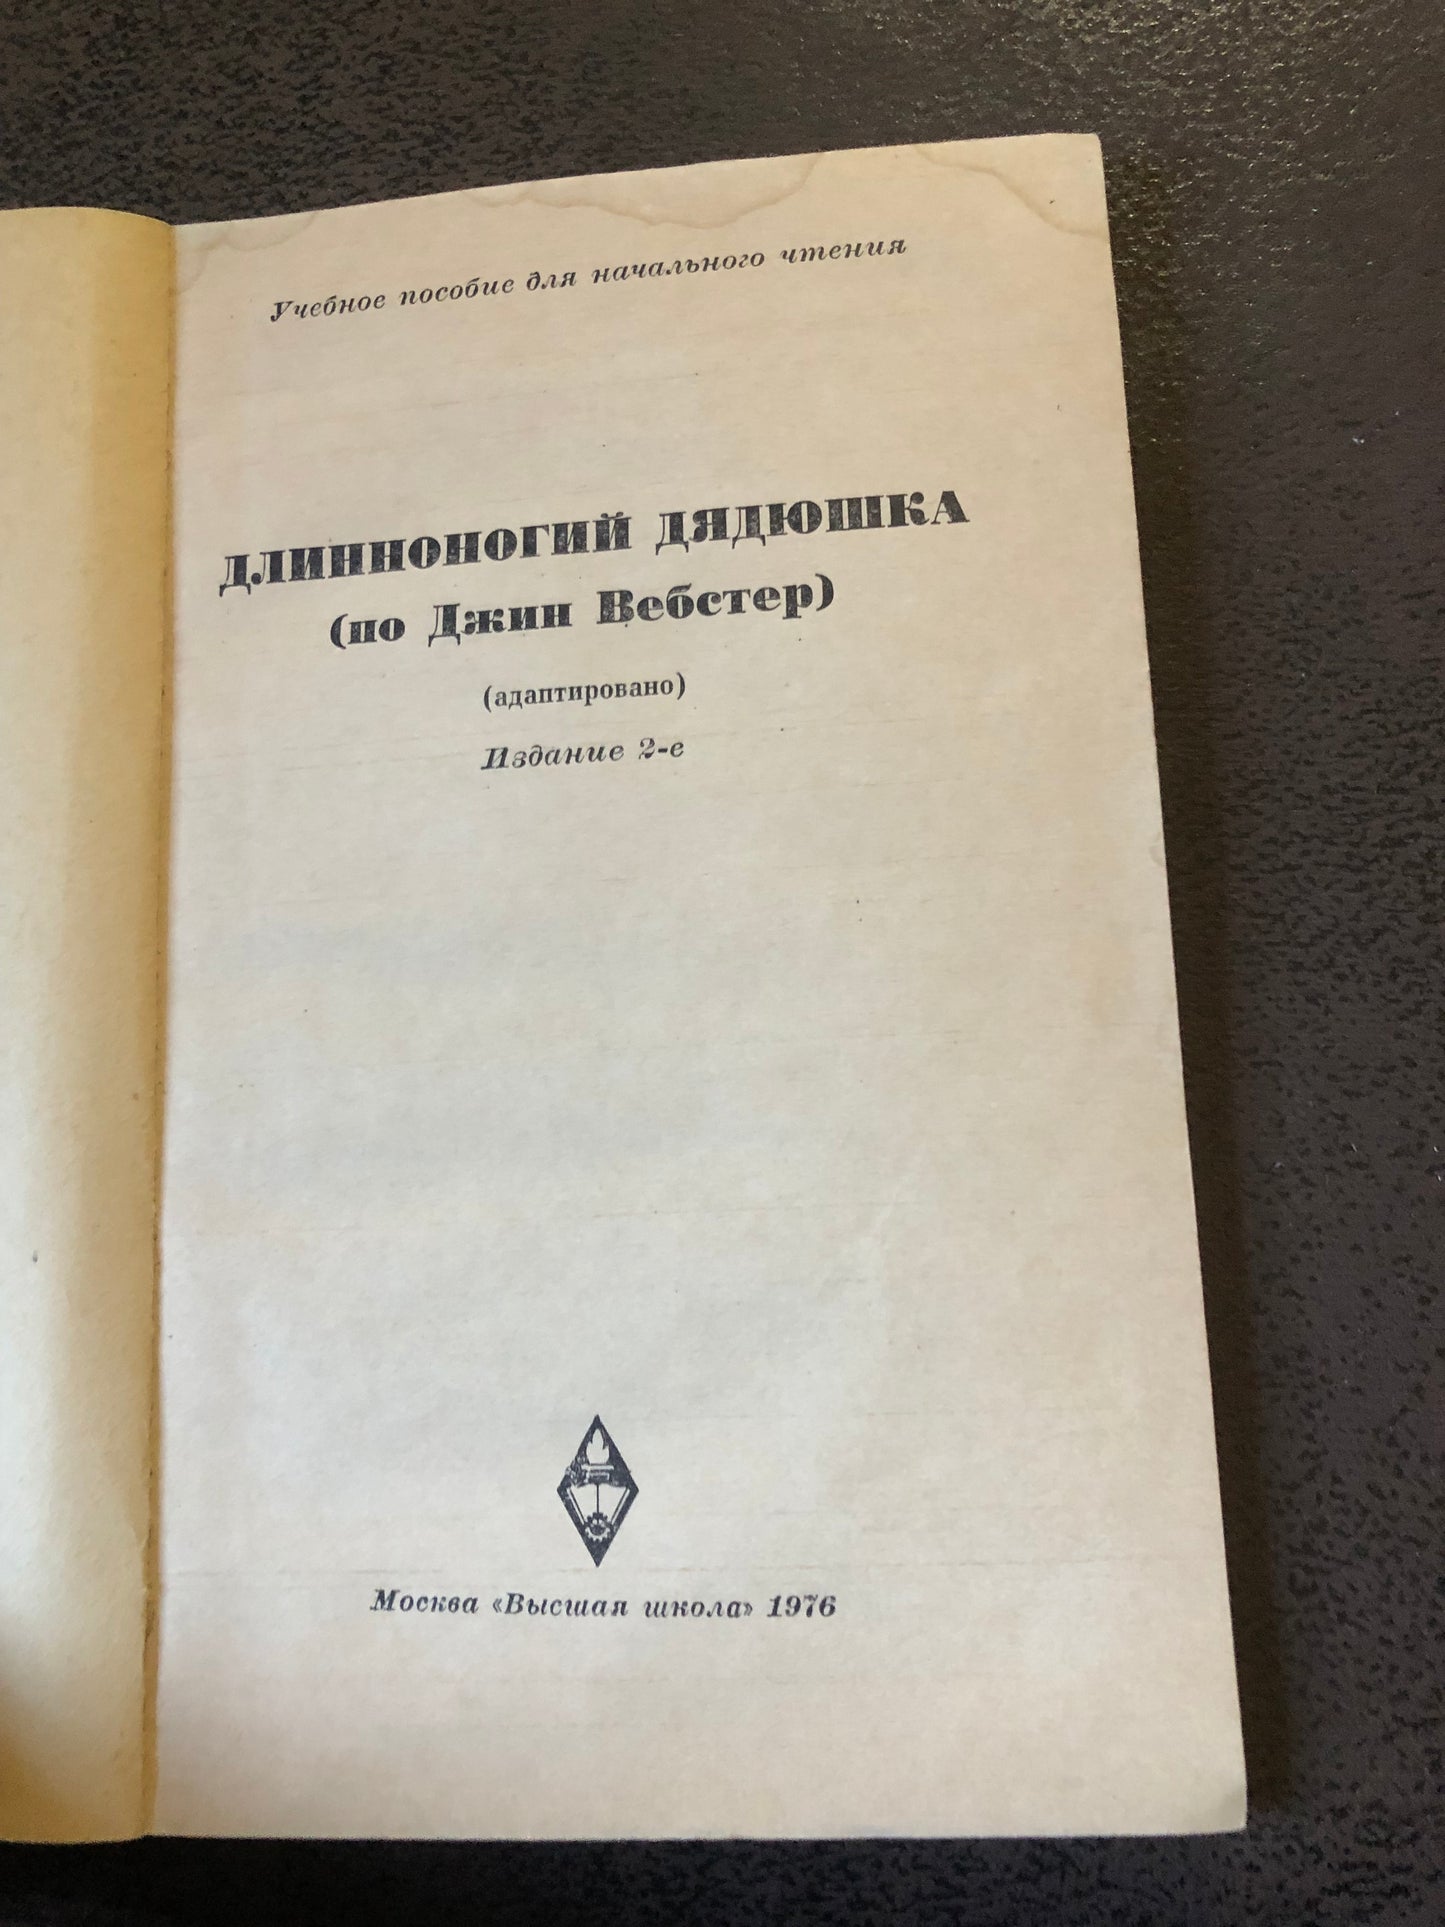 Учебное пособие для начального чтения
ДЛИННОНОГИЙ ДЯДЮШКА
(по Джин Вебстер)
(адаптировано)
Издание 2-е
Москва «Высшая школа» 1976